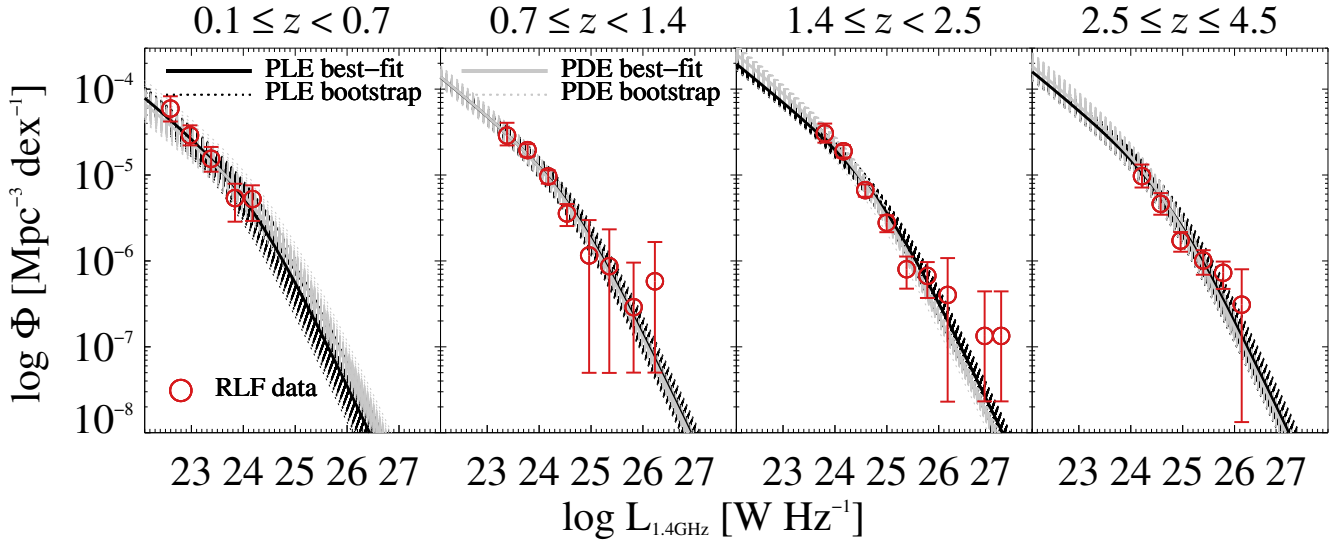 0.1 ≤ z < 0.7 0.7 ≤ z < 1.4 1.4 ≤ z < 2.5 2.5 ≤ z ≤ 4.5
PLE best−fit PDE best−fit
PLE bootstrap PDE bootstrap
10⁻⁴
10⁻⁵
10⁻⁶
10⁻⁷
10⁻⁸
log Φ [Mpc⁻³ dex⁻¹]
RLF data
23 24 25 26 27 23 24 25 26 27 23 24 25 26 27 23 24 25 26 27
log L₁.₄GHz [W Hz⁻¹]